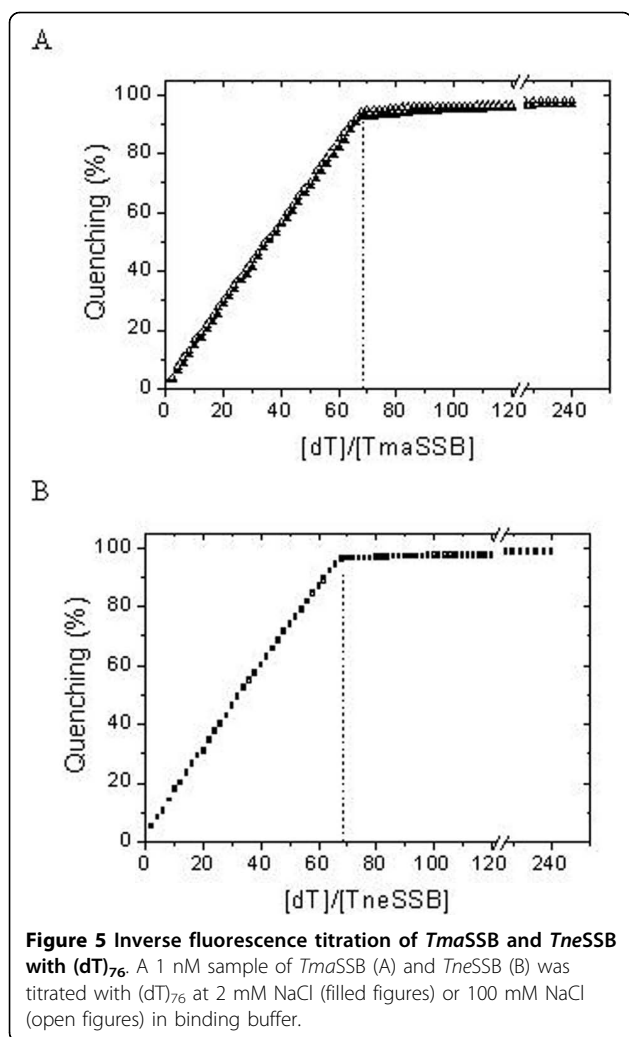 A
100
80
60
40
20
0
Quenching (%)
0 20 40 60 80 100 120 240
[dT]/[TmaSSB]
B
100
80
60
40
20
0
Quenching (%)
0 20 40 60 80 100 120 240
[dT]/[TneSSB]
Figure 5 Inverse fluorescence titration of TmaSSB and TneSSB
with (dT)76. A 1 nM sample of TmaSSB (A) and TneSSB (B) was
titrated with (dT)76 at 2 mM NaCl (filled figures) or 100 mM NaCl
(open figures) in binding buffer.